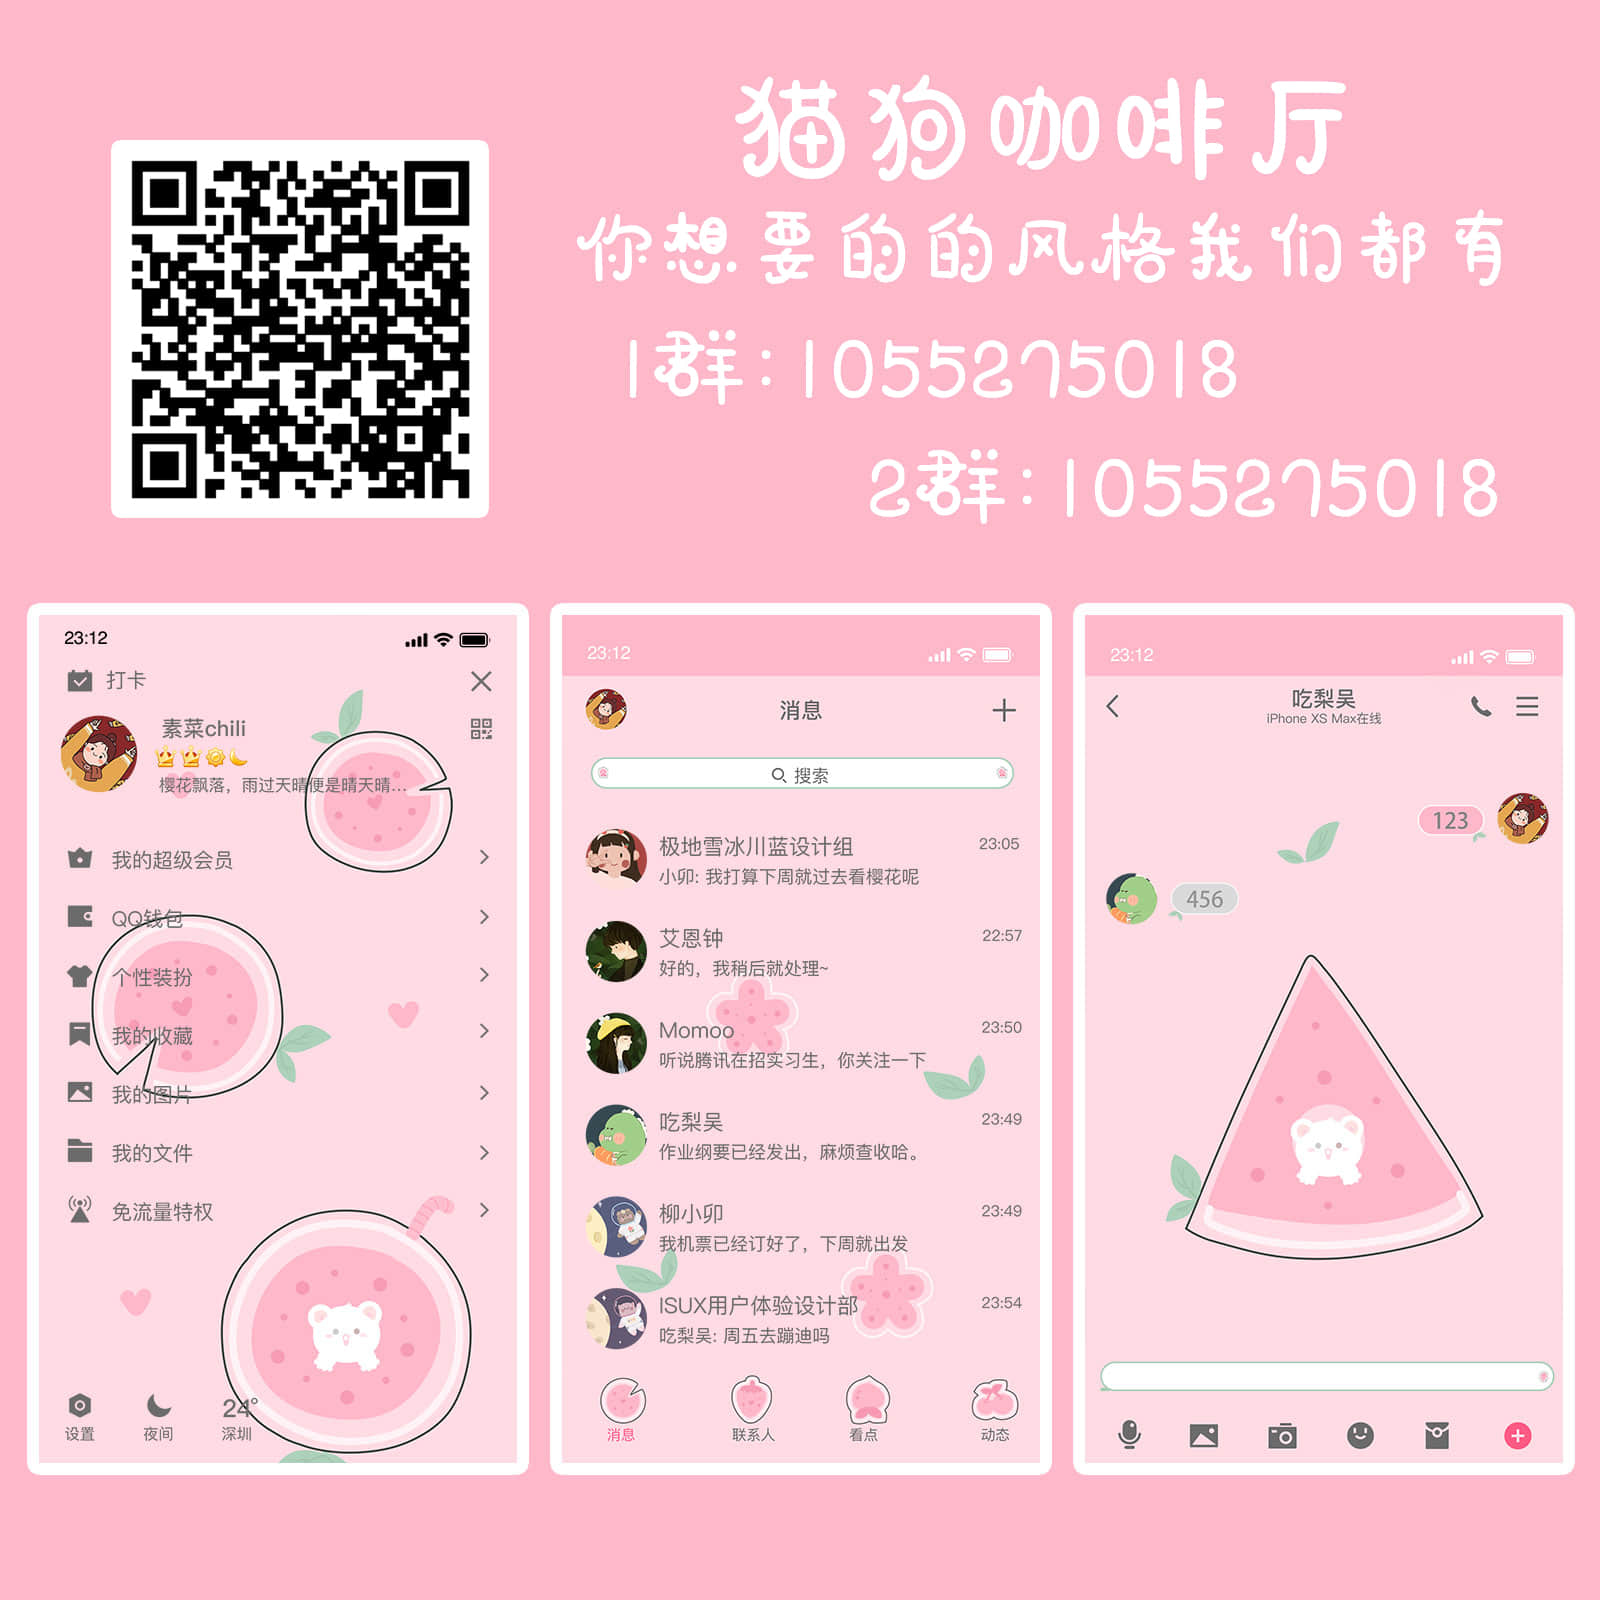 猫狗咖啡厅
你想要的的风格我们都有
1群:1055275018
2群:1055275018
23:12
打卡
素菜chili
樱花飘落，雨过天晴便是晴天晴...
我的超级会员
QQ钱包
个性装扮
我的收藏
我的图片
我的文件
免流量特权
24°
设置
夜间
深圳
23:12
消息
搜索
极地雪冰川蓝设计组
23:05
小卯: 我打算下周就过去看樱花呢
艾恩钟
22:57
好的，我稍后就处理~
Momoo
23:50
听说腾讯在招实习生，你关注一下
吃梨吴
23:49
作业纲要已经发出，麻烦查收哈。
柳小卯
23:49
我机票已经订好了，下周就出发
ISUX用户体验设计部
23:54
吃梨吴: 周五去蹦迪吗
消息
联系人
看点
动态
23:12
吃梨吴
iPhone XS Max在线
123
456